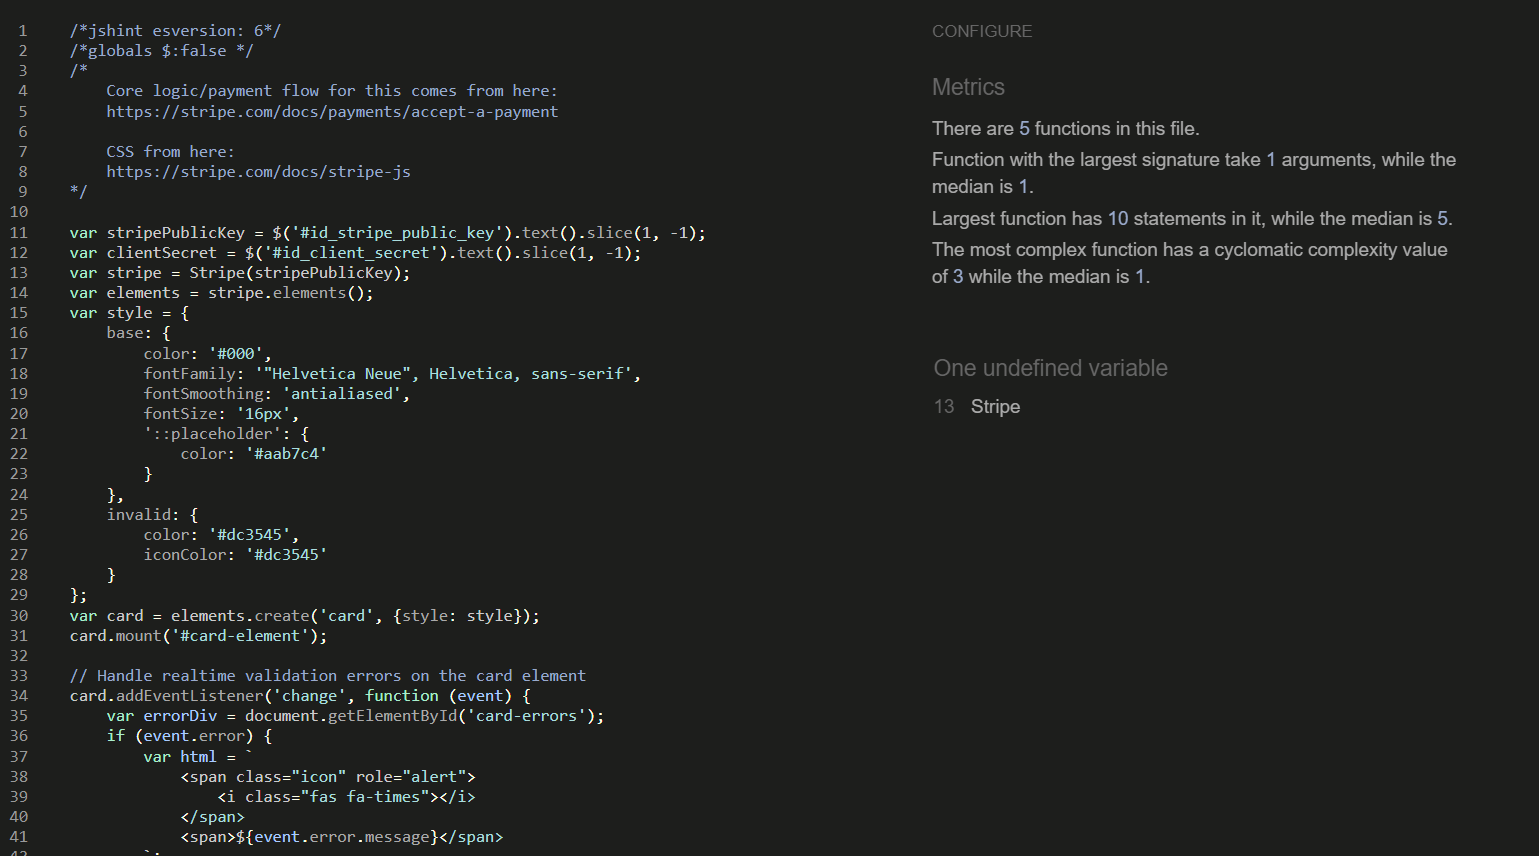 1 /*jshint esversion: 6*/
2 /*globals $:false */
3 /*
4 Core logic/payment flow for this comes from here:
5 https://stripe.com/docs/payments/accept-a-payment
6
7 CSS from here:
8 https://stripe.com/docs/stripe-js
9 */
10
11 var stripePublicKey = $('#id_stripe_public_key').text().slice(1, -1);
12 var clientSecret = $('#id_client_secret').text().slice(1, -1);
13 var stripe = Stripe(stripePublicKey);
14 var elements = stripe.elements();
15 var style = {
16 base: {
17 color: '#000',
18 fontFamily: '"Helvetica Neue", Helvetica, sans-serif',
19 fontSmoothing: 'antialiased',
20 fontSize: '16px',
21 '::placeholder': {
22 color: '#aab7c4'
23 }
24 },
25 invalid: {
26 color: '#dc3545',
27 iconColor: '#dc3545'
28 }
29 };
30 var card = elements.create('card', {style: style});
31 card.mount('#card-element');
32
33 // Handle realtime validation errors on the card element
34 card.addEventListener('change', function (event) {
35 var errorDiv = document.getElementById('card-errors');
36 if (event.error) {
37 var html = `
38 <span class="icon" role="alert">
39 <i class="fas fa-times"></i>
40 </span>
41 <span>${event.error.message}</span>
CONFIGURE
Metrics
There are 5 functions in this file.
Function with the largest signature take 1 arguments, while the
median is 1.
Largest function has 10 statements in it, while the median is 5.
The most complex function has a cyclomatic complexity value
of 3 while the median is 1.
One undefined variable
13 Stripe